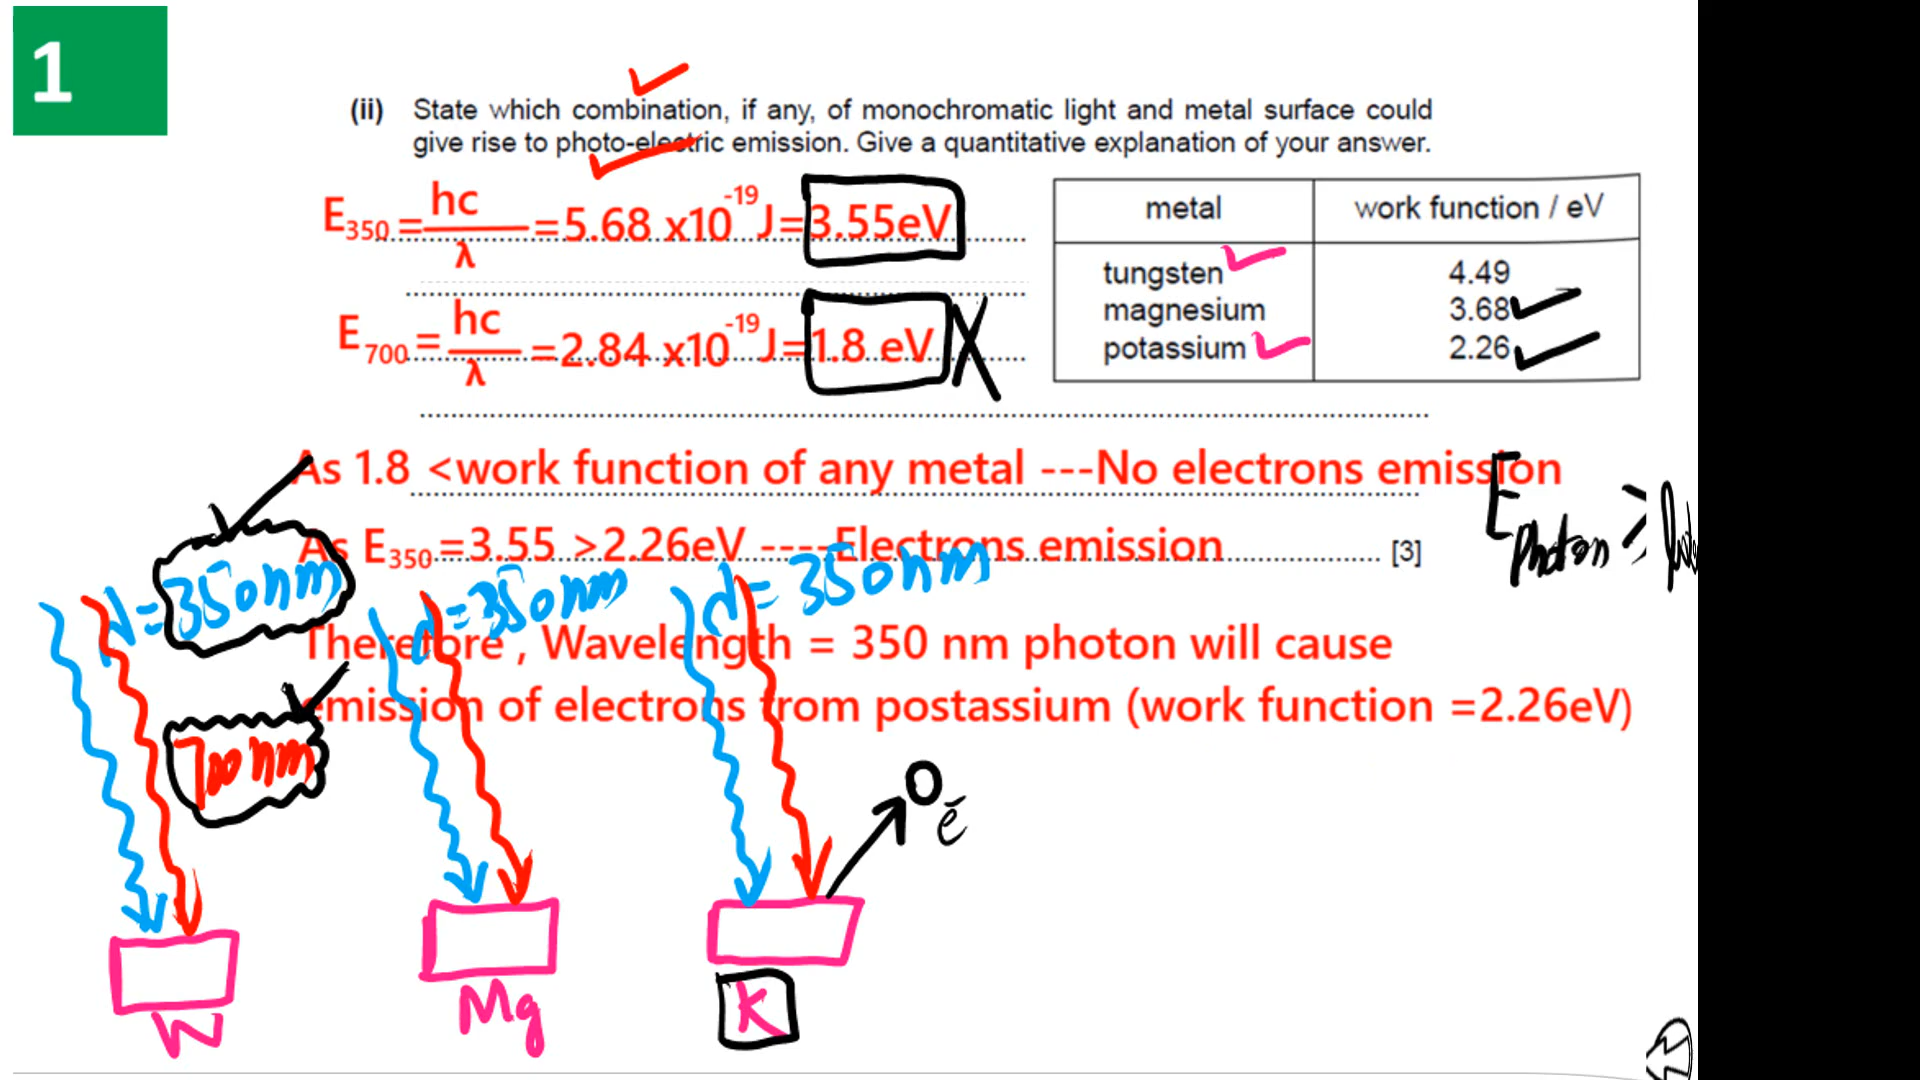 1
(ii) State which combination, if any, of monochromatic light and metal surface could
give rise to photo-electric emission. Give a quantitative explanation of your answer.
E350 = hc/λ = 5.68 x10^-19 J = 3.55eV
E700 = hc/λ = 2.84 x10^-19 J = 1.8 eV
metal work function / eV
tungsten 4.49
magnesium 3.68
potassium 2.26
As 1.8 <work function of any metal ---No electrons emission
As E350 =3.55 >2.26eV ----Electrons emission [3]
E photon >
λ= 350nm
λ= 350nm
λ= 350nm
Therefore , Wavelength = 350 nm photon will cause
emission of electrons from postassium (work function =2.26eV)
700 nm
e-
W
Mg
K